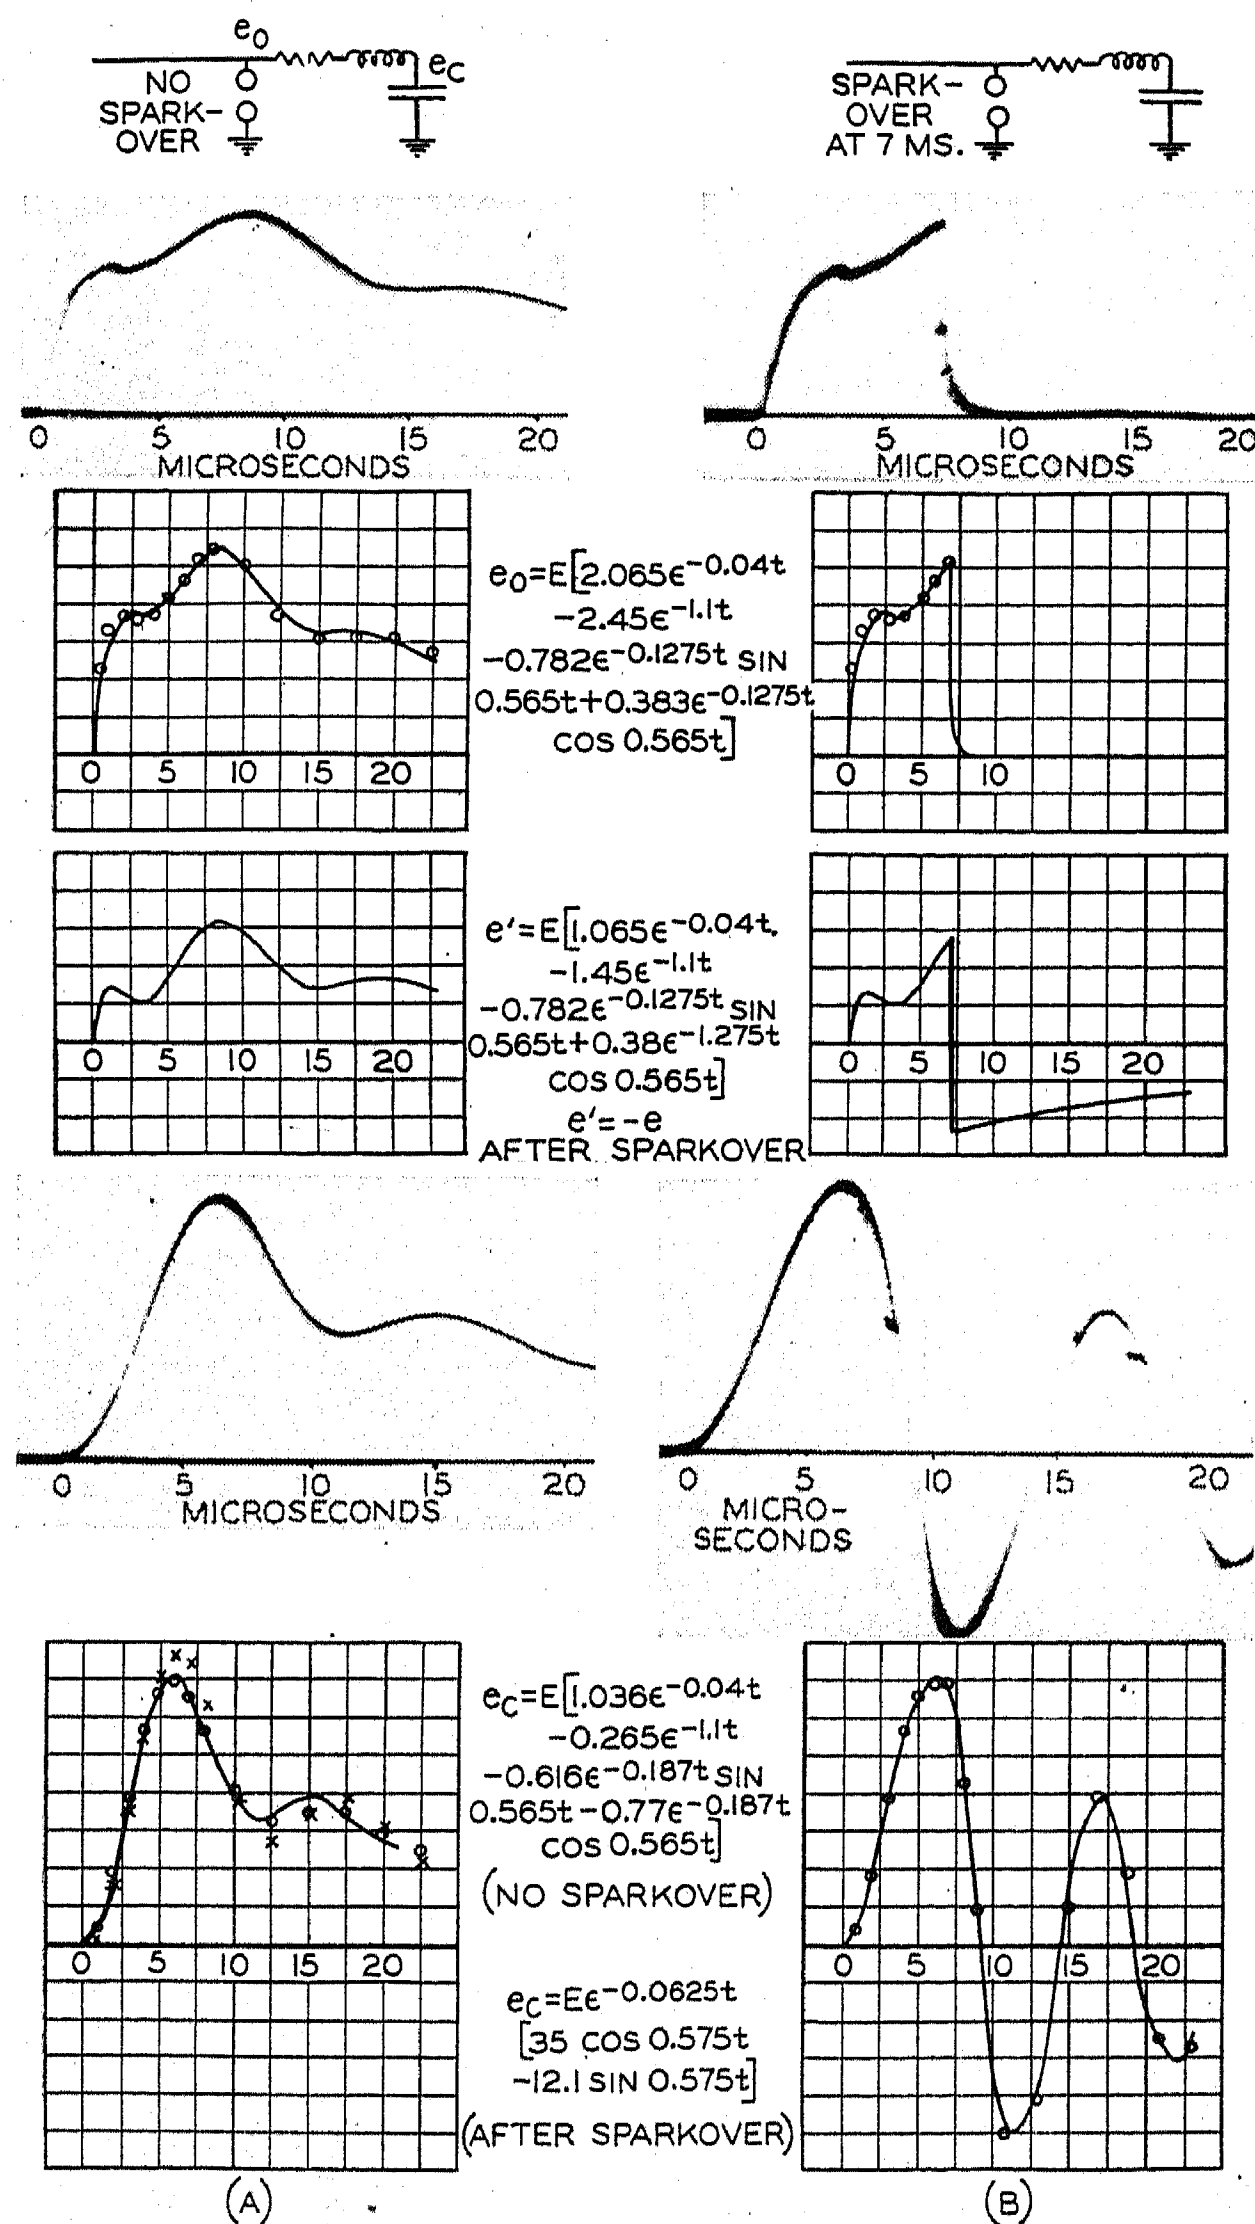 e₀
e_C
NO
SPARK-
OVER
SPARK-
OVER
AT 7 MS.
0 5 10 15 20
MICROSECONDS
0 5 10 15 20
MICROSECONDS
e₀=E[2.065ϵ^-0.04t
-2.45ϵ^-1.1t
-0.782ϵ^-0.1275t SIN
0.565t+0.383ϵ^-0.1275t
COS 0.565t]
0 5 10 15 20
0 5 10
e'=E[1.065ϵ^-0.04t
-1.45ϵ^-1.1t
-0.782ϵ^-0.1275t SIN
0.565t+0.38ϵ^-1.275t
COS 0.565t]
e'=-e
AFTER SPARKOVER
0 5 10 15 20
0 5 10 15 20
0 5 10 15 20
MICROSECONDS
0 5 10 15 20
MICRO-
SECONDS
e_C=E[1.036ϵ^-0.04t
-0.265ϵ^-1.1t
-0.616ϵ^-0.187t SIN
0.565t-0.77ϵ^-0.187t
COS 0.565t]
(NO SPARKOVER)
0 5 10 15 20
0 5 10 15 20
e_C=Eϵ^-0.0625t
[35 COS 0.575t
-12.1 SIN 0.575t]
(AFTER SPARKOVER)
(A)
(B)